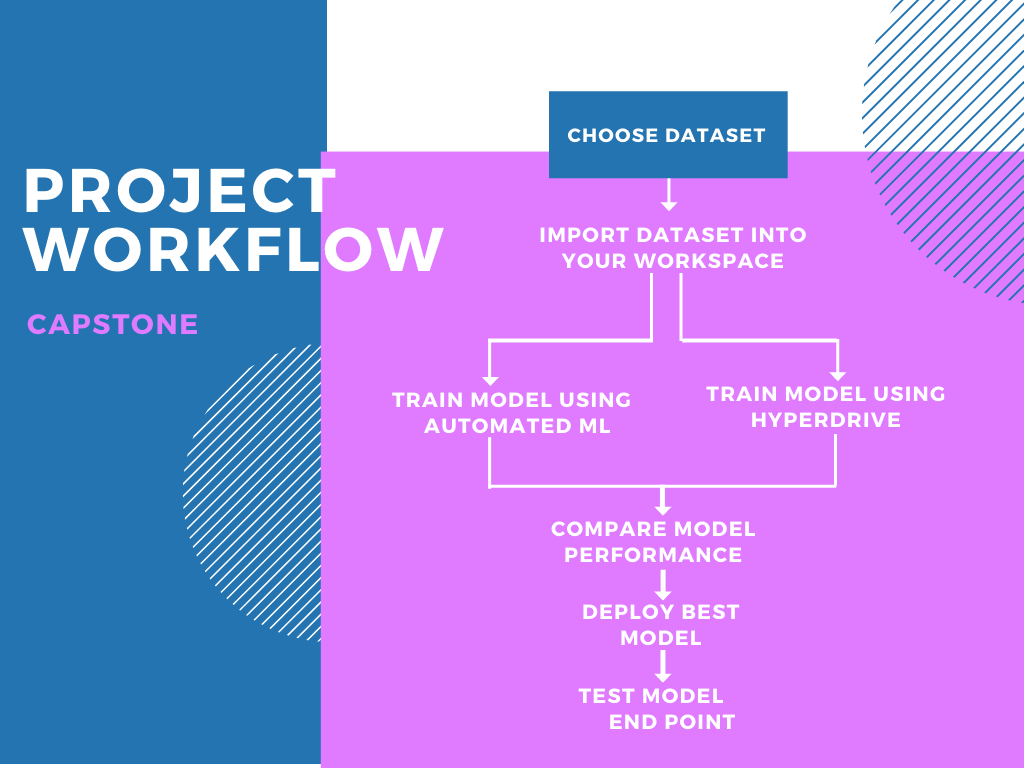 PROJECT
WORKFLOW
CAPSTONE
CHOOSE DATASET
IMPORT DATASET INTO
YOUR WORKSPACE
TRAIN MODEL USING
AUTOMATED ML
TRAIN MODEL USING
HYPERDRIVE
COMPARE MODEL
PERFORMANCE
DEPLOY BEST
MODEL
TEST MODEL
END POINT